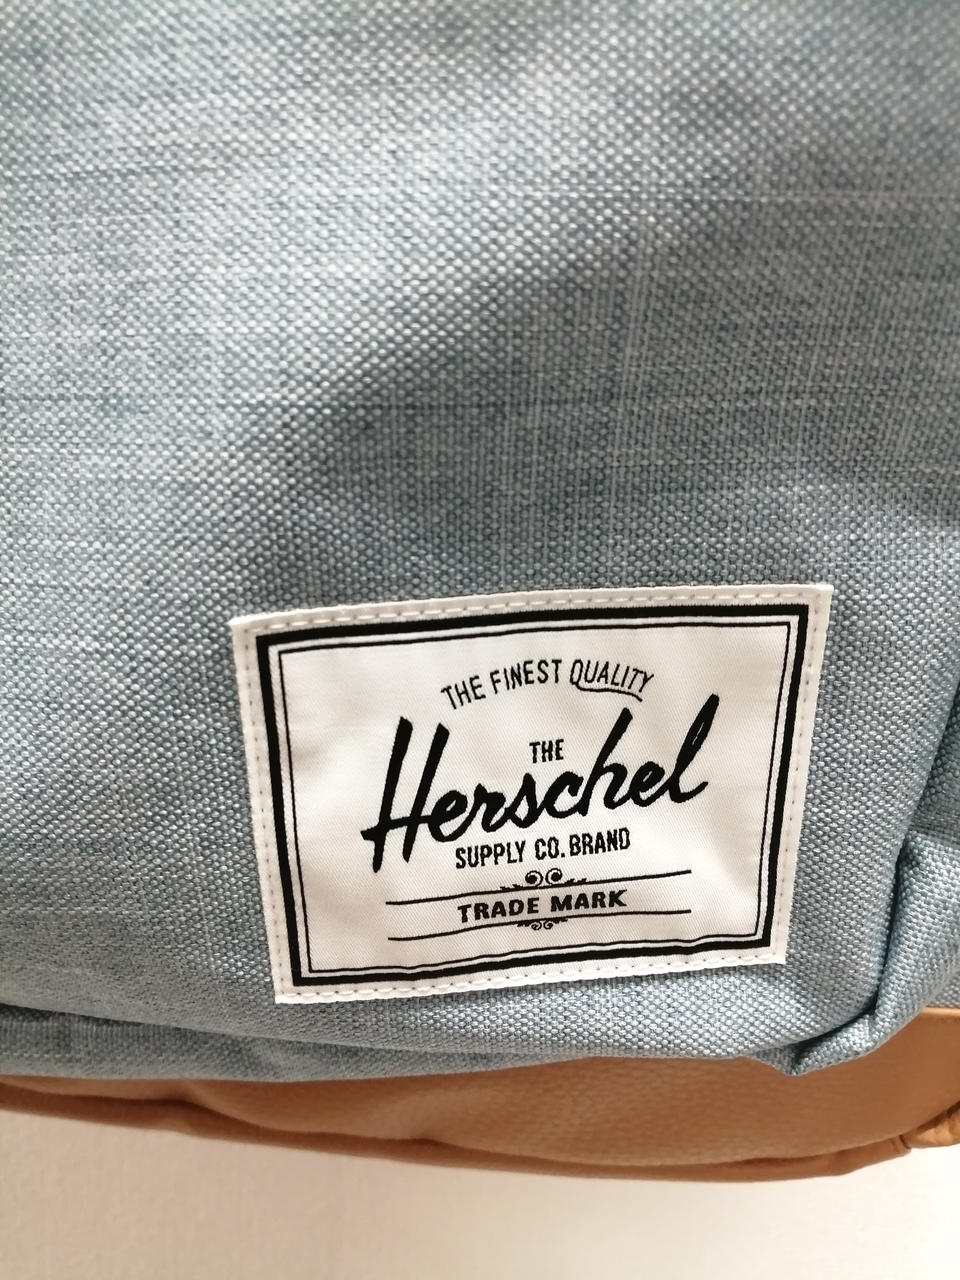 THE FINEST QUALITY
THE
Herschel
SUPPLY CO. BRAND
TRADE MARK